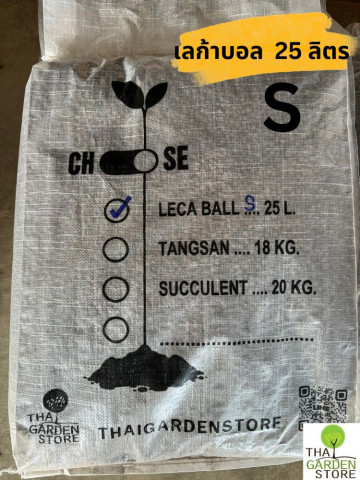 เลก้าบอล 25 ลิตร
S
CH SE
LECA BALL .S... 25 L.
TANGSAN .... 18 KG.
SUCCULENT .... 20 KG.
THAI
GARDEN
STORE
THAIGARDENSTORE
LINE
THAI
GARDEN
STORE